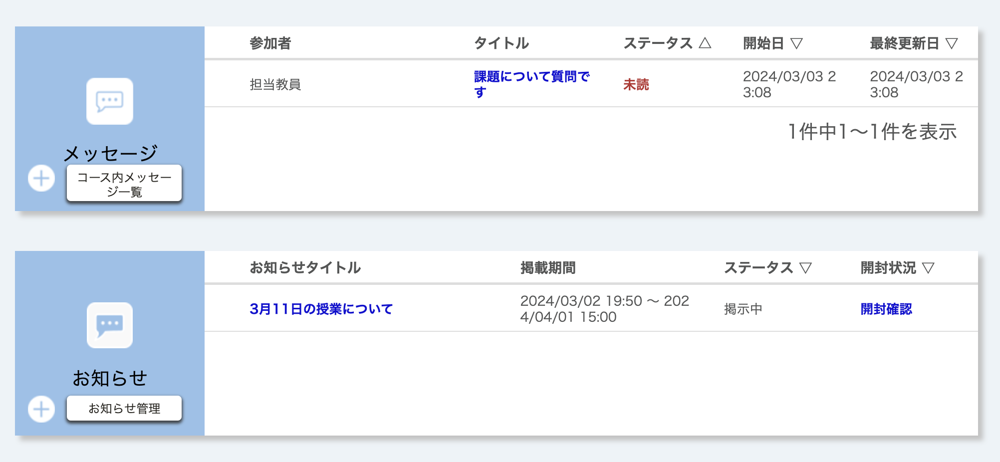 参加者 タイトル ステータス △ 開始日 ▽ 最終更新日 ▽
担当教員
課題について質問で
す
未読
2024/03/03 2
3:08
2024/03/03 2
3:08
1件中1～1件を表示
メッセージ
コース内メッセー
ジ一覧
お知らせタイトル 掲載期間 ステータス ▽ 開封状況 ▽
3月11日の授業について
2024/03/02 19:50 ～ 202
4/04/01 15:00
掲示中
開封確認
お知らせ
お知らせ管理